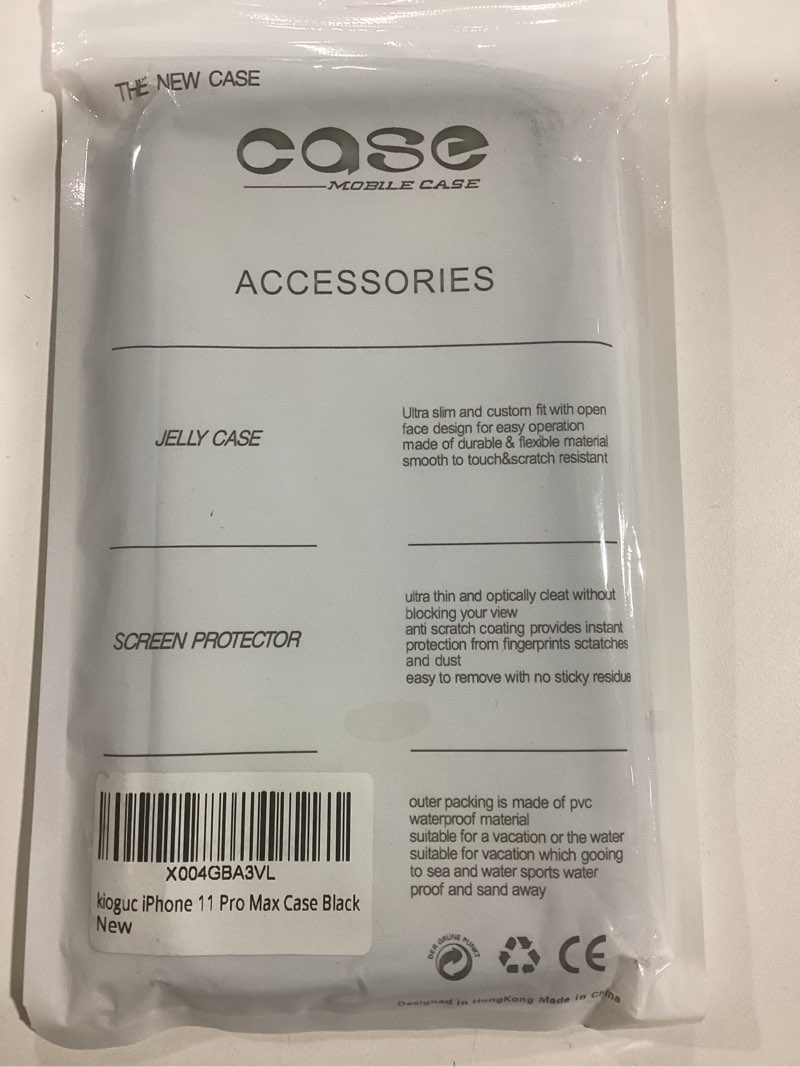 THE NEW CASE
case
MOBILE CASE
ACCESSORIES
JELLY CASE
Ultra slim and custom fit with open
face design for easy operation
made of durable & flexible material
smooth to touch&scratch resistant
SCREEN PROTECTOR
uitra thin and optically cleat without
blocking your view
anti scratch coating provides instant
protection from fingerprints sctatches
and dust
easy to remove with no sticky residue
outer packing is made of pvc
waterproof material
suitable for a vacation or the water
suitable for vacation which gooing
to sea and water sports water
proof and sand away
X004GBA3VL
kioguc iPhone 11 Pro Max Case Black
New
DER GRÜNE PUNKT
CE
Designed in HongKong Made in China